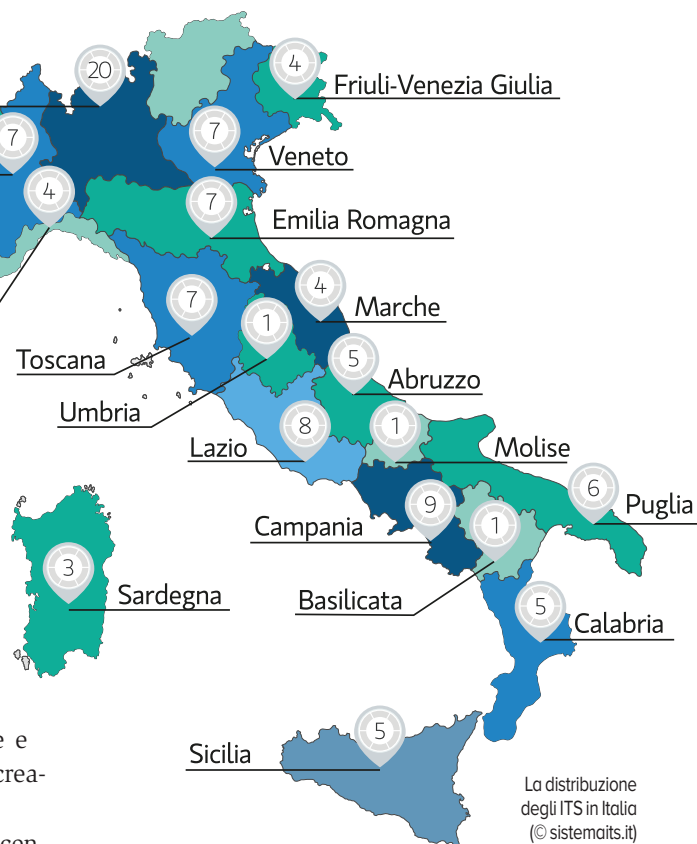 20
4
Friuli-Venezia Giulia
7
7
Veneto
4
7
Emilia Romagna
7
4
Marche
1
Toscana
5
Abruzzo
Umbria
8
1
Lazio
Molise
9
6
Puglia
Campania
1
3
Sardegna
Basilicata
5
Calabria
5
Sicilia
e e
crea-
con
La distribuzione
degli ITS in Italia
(© sistemaits.it)